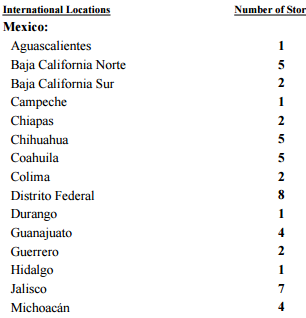 International Locations Number of Stor
Mexico:
Aguascalientes 1
Baja California Norte 5
Baja California Sur 2
Campeche 1
Chiapas 2
Chihuahua 5
Coahuila 5
Colima 2
Distrito Federal 8
Durango 1
Guanajuato 4
Guerrero 2
Hidalgo 1
Jalisco 7
Michoacán 4